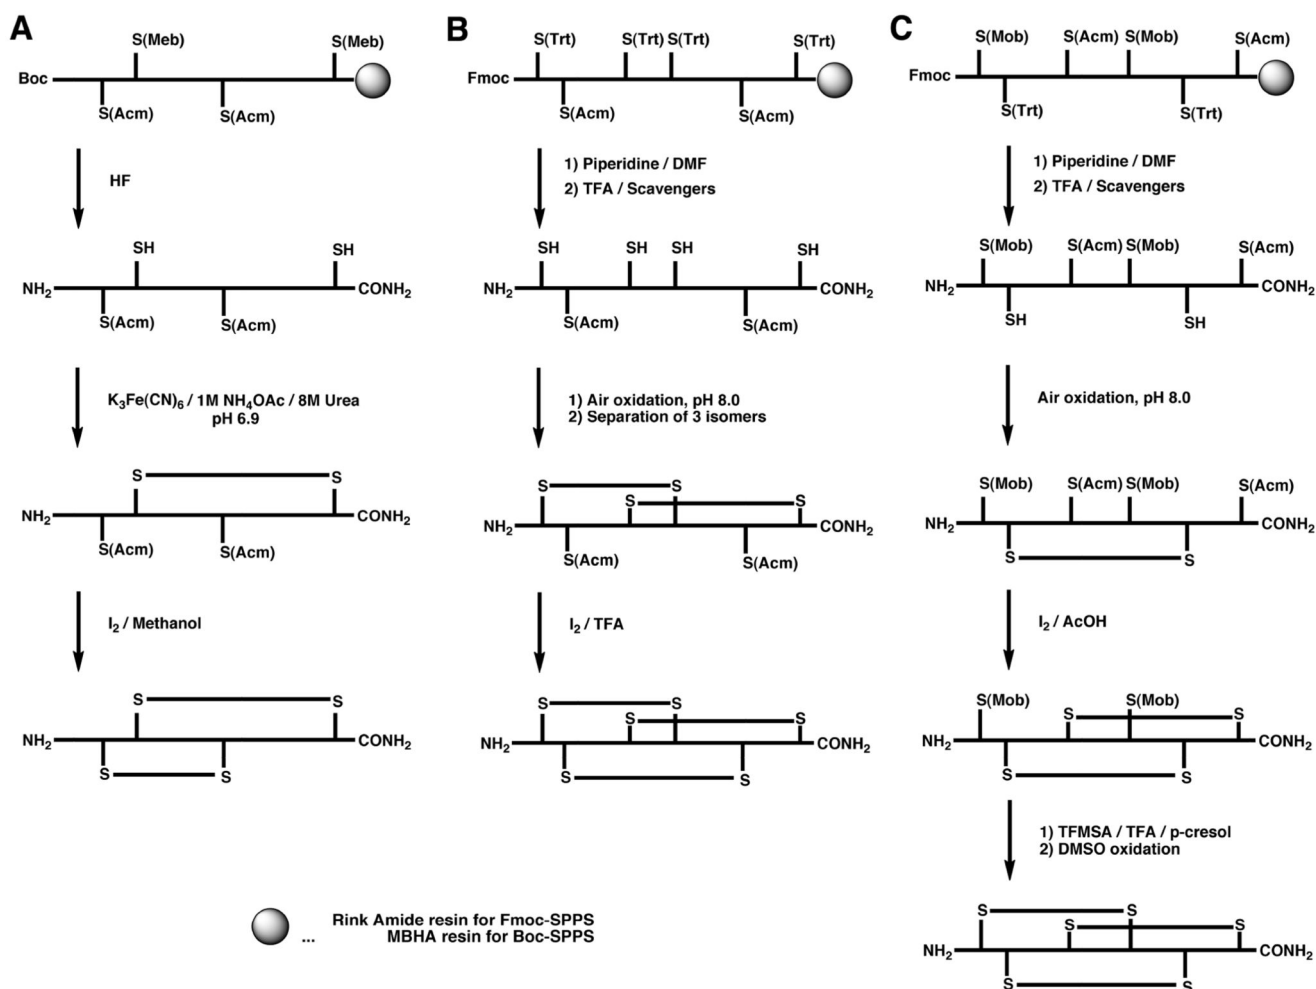 A
S(Meb)
S(Meb)
Boc
S(Acm)
S(Acm)
HF
SH
SH
NH2
CONH2
S(Acm)
S(Acm)
K3Fe(CN)6 / 1M NH4OAc / 8M Urea
pH 6.9
S
S
NH2
CONH2
S(Acm)
S(Acm)
I2 / Methanol
S
S
NH2
CONH2
S
S
B
S(Trt)
S(Trt)
S(Trt)
S(Trt)
Fmoc
S(Acm)
S(Acm)
1) Piperidine / DMF
2) TFA / Scavengers
SH
SH
SH
SH
NH2
CONH2
S(Acm)
S(Acm)
1) Air oxidation, pH 8.0
2) Separation of 3 isomers
S
S
S
S
NH2
CONH2
S(Acm)
S(Acm)
I2 / TFA
S
S
S
S
NH2
CONH2
S
S
C
S(Mob)
S(Acm)
S(Mob)
S(Acm)
Fmoc
S(Trt)
S(Trt)
1) Piperidine / DMF
2) TFA / Scavengers
S(Mob)
S(Acm)
S(Mob)
S(Acm)
NH2
CONH2
SH
SH
Air oxidation, pH 8.0
S(Mob)
S(Acm)
S(Mob)
S(Acm)
NH2
CONH2
S
S
I2 / AcOH
S(Mob)
S(Mob)
S
S
NH2
CONH2
S
S
1) TFMSA / TFA / p-cresol
2) DMSO oxidation
S
S
S
S
NH2
CONH2
S
S
... Rink Amide resin for Fmoc-SPPS
MBHA resin for Boc-SPPS